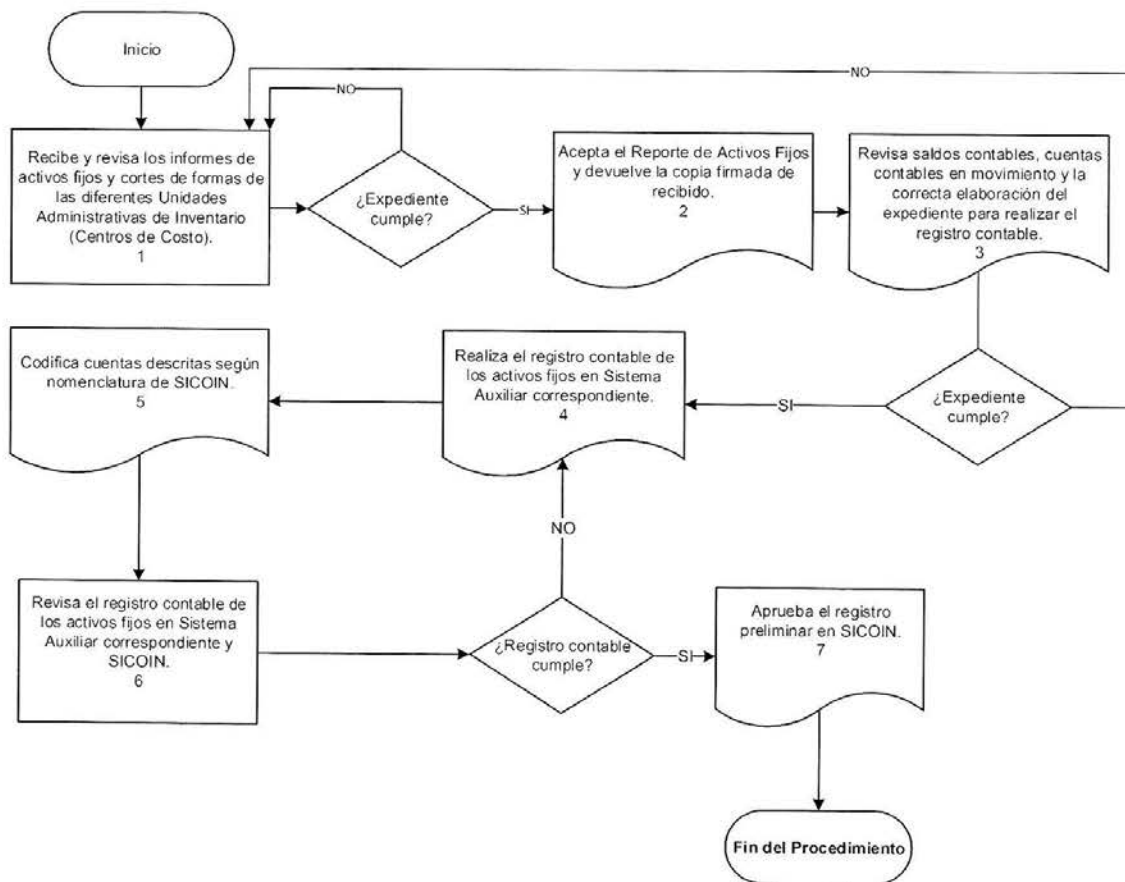 Inicio
NO
NO
Recibe y revisa los informes de
activos fijos y cortes de formas de
las diferentes Unidades
Administrativas de Inventario
(Centros de Costo).
1
¿Expediente
cumple?
SI
Acepta el Reporte de Activos Fijos
y devuelve la copia firmada de
recibido.
2
Revisa saldos contables, cuentas
contables en movimiento y la
correcta elaboración del
expediente para realizar el
registro contable.
3
¿Expediente
cumple?
SI
Realiza el registro contable de
los activos fijos en Sistema
Auxiliar correspondiente.
4
Codifica cuentas descritas según
nomenclatura de SICOIN.
5
Revisa el registro contable de
los activos fijos en Sistema
Auxiliar correspondiente y
SICOIN.
6
NO
¿Registro contable
cumple?
SI
Aprueba el registro
preliminar en SICOIN.
7
Fin del Procedimiento